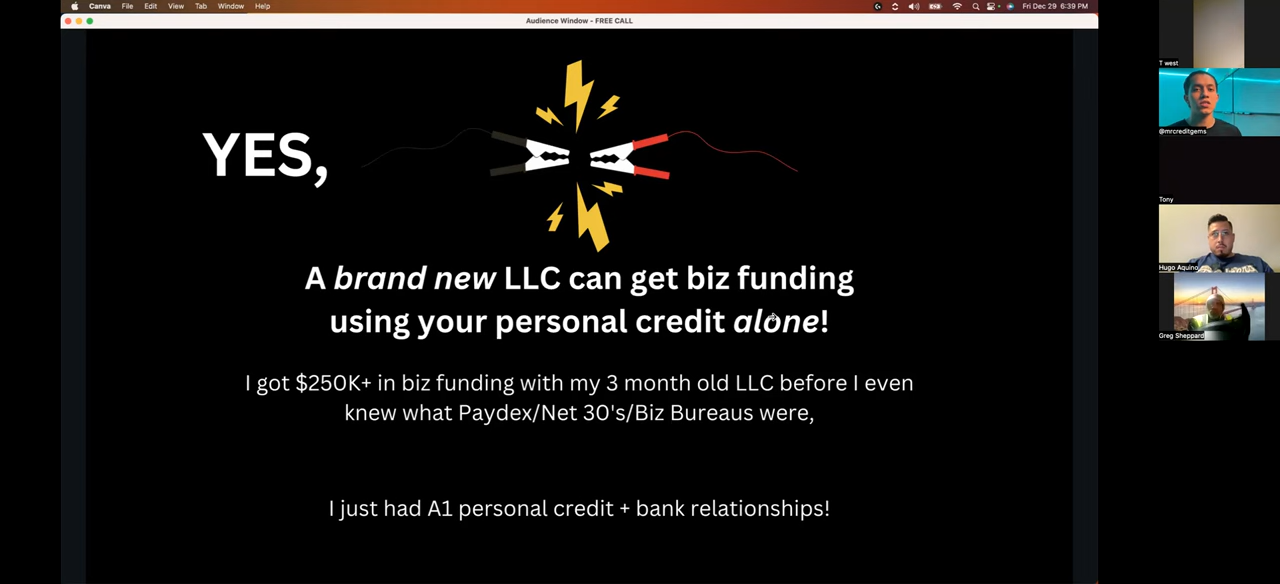 Canva File Edit View Tab Window Help
Fri Dec 29 6:39 PM
Audience Window - FREE CALL
YES,
A brand new LLC can get biz funding
using your personal credit alone!
I got $250K+ in biz funding with my 3 month old LLC before I even
knew what Paydex/Net 30's/Biz Bureaus were,
I just had A1 personal credit + bank relationships!
T west
@mrcreditgems
Tony
Hugo Aquino
Greg Sheppard